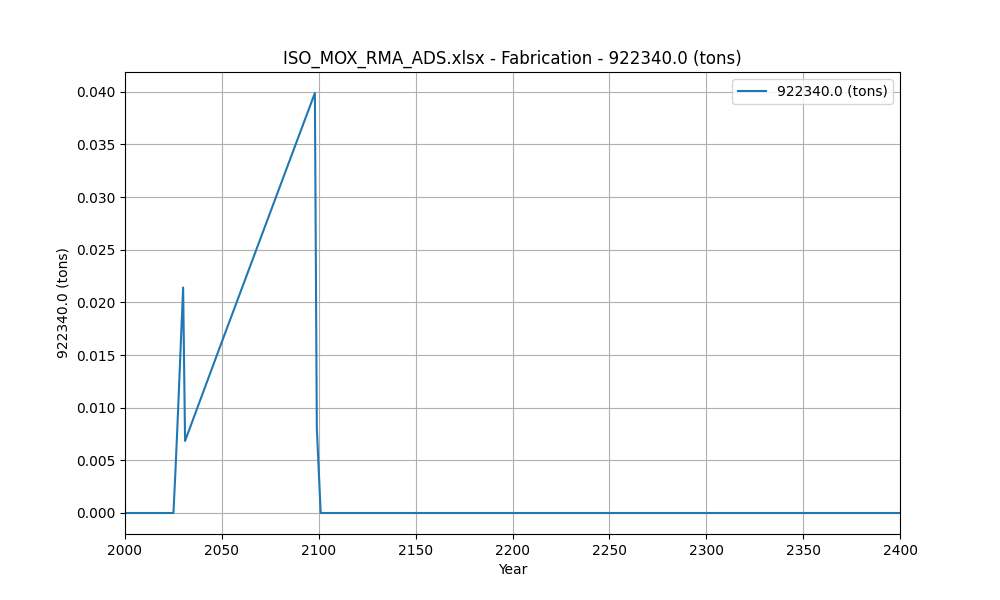 ISO_MOX_RMA_ADS.xlsx - Fabrication - 922340.0 (tons)
922340.0 (tons)
0.040
0.035
0.030
0.025
0.020
0.015
0.010
0.005
0.000
922340.0 (tons)
2000 2050 2100 2150 2200 2250 2300 2350 2400
Year